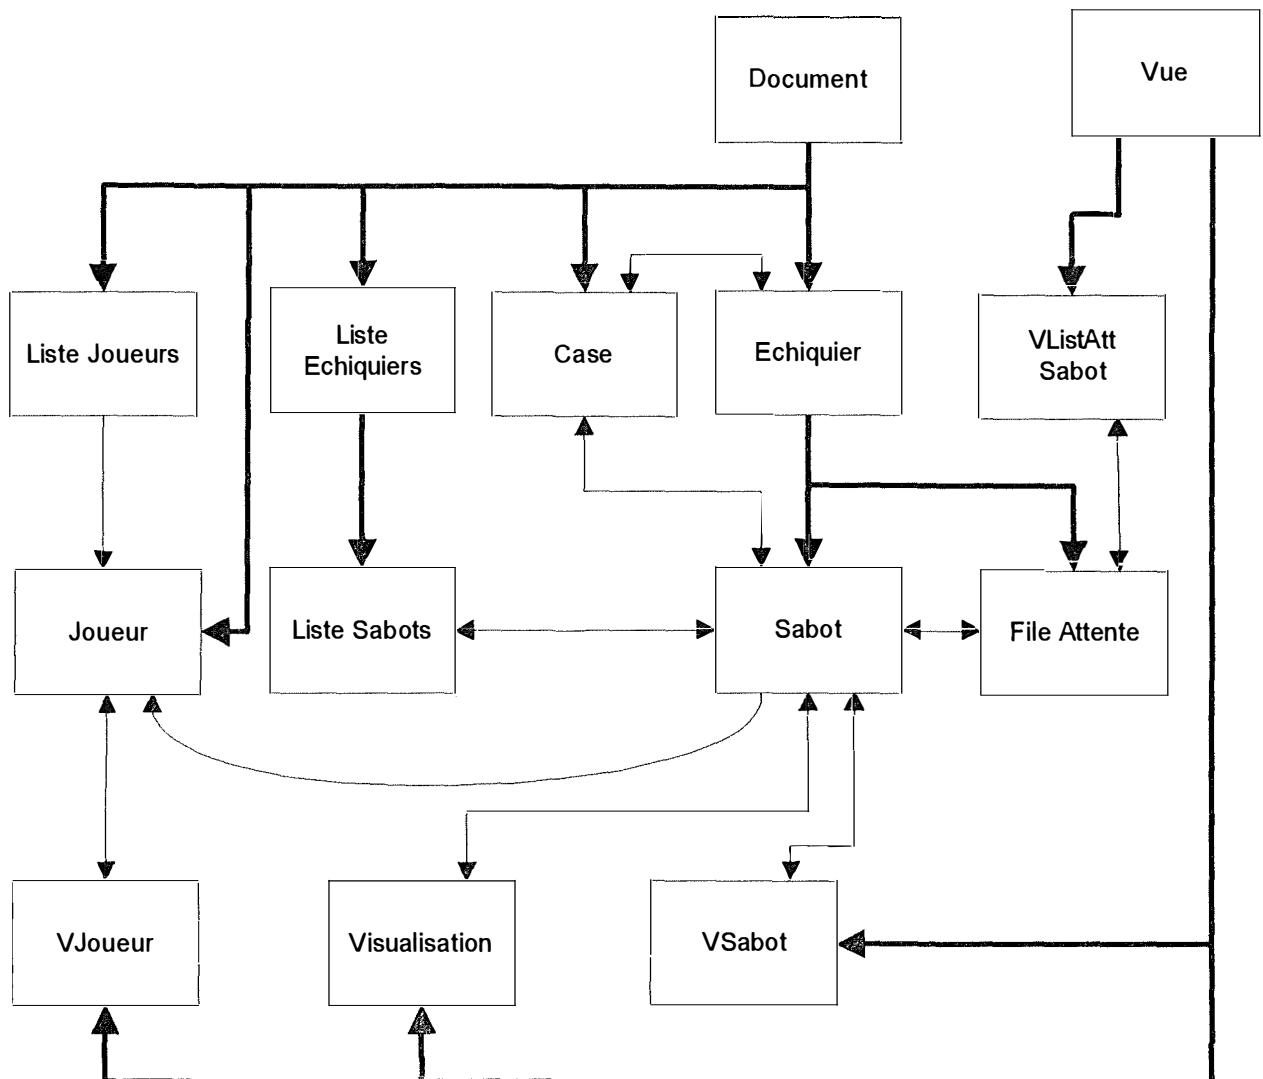 Document
Vue
Liste Joueurs
Liste
Echiquiers
Case
Echiquier
VListAtt
Sabot
Joueur
Liste Sabots
Sabot
File Attente
VJoueur
Visualisation
VSabot